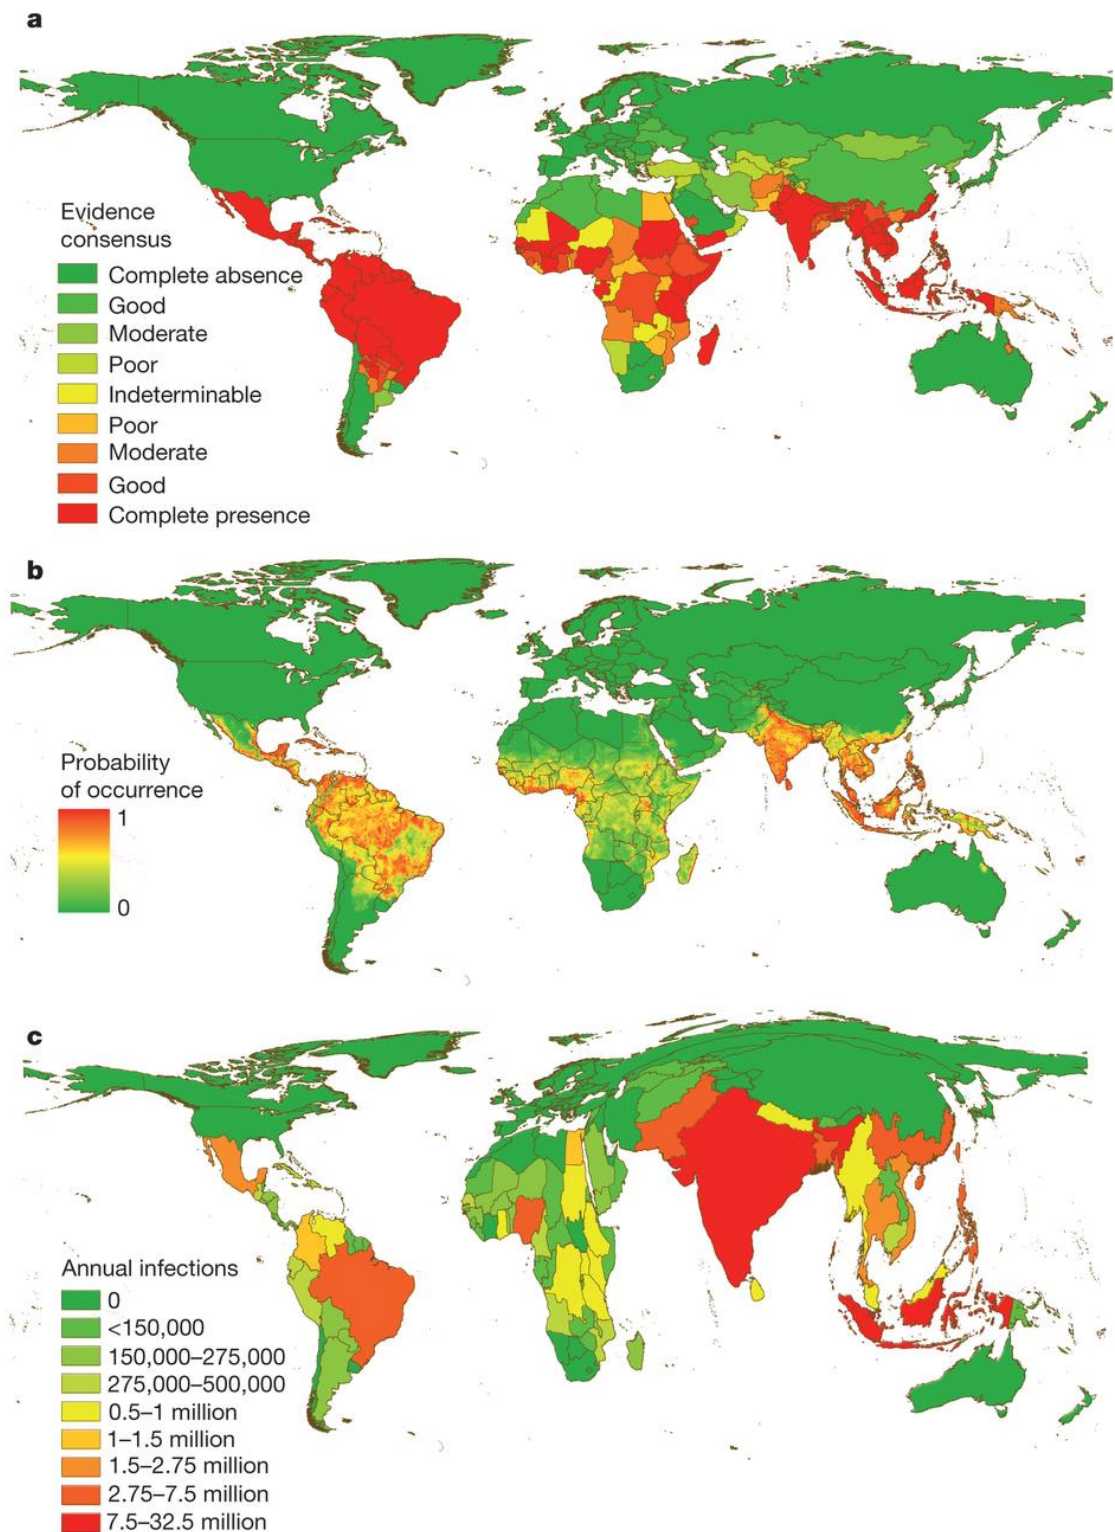 a
Evidence
consensus
Complete absence
Good
Moderate
Poor
Indeterminable
Poor
Moderate
Good
Complete presence
b
Probability
of occurrence
1
0
c
Annual infections
0
<150,000
150,000–275,000
275,000–500,000
0.5–1 million
1–1.5 million
1.5–2.75 million
2.75–7.5 million
7.5–32.5 million